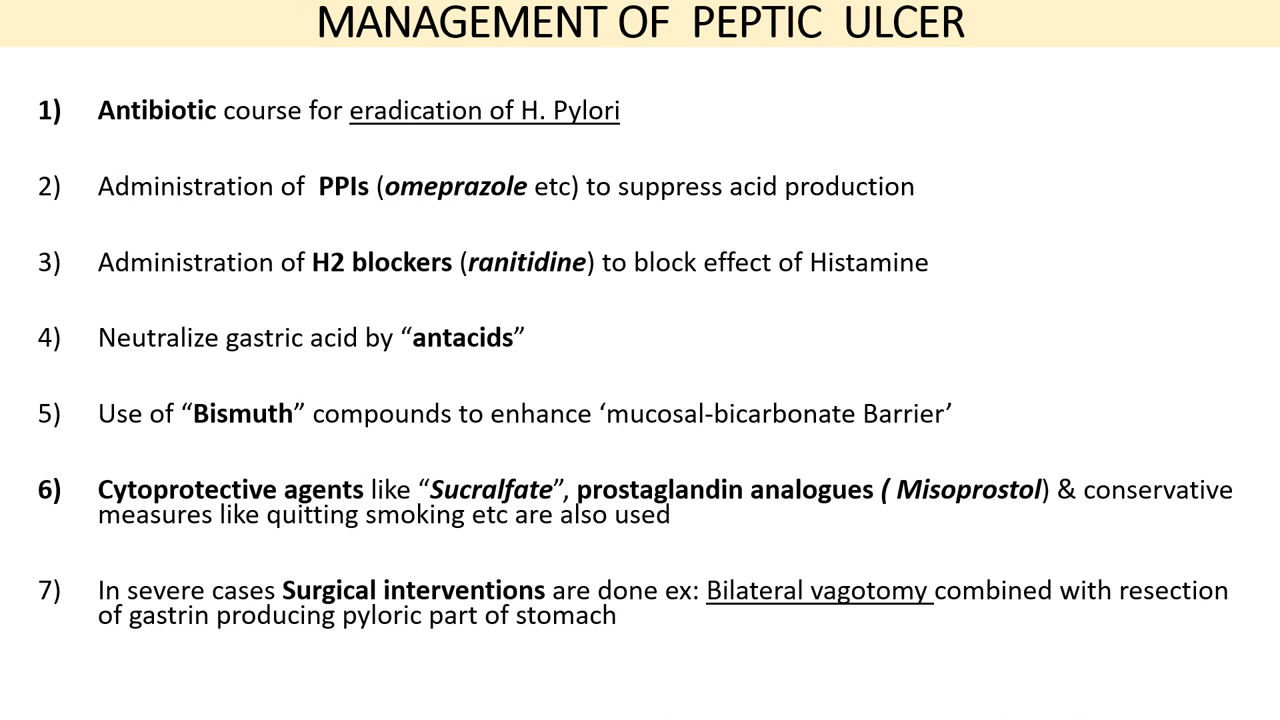 MANAGEMENT OF  PEPTIC  ULCER
1) Antibiotic course for eradication of H. Pylori
2) Administration of  PPIs (omeprazole etc) to suppress acid production
3) Administration of H2 blockers (ranitidine) to block effect of Histamine
4) Neutralize gastric acid by “antacids”
5) Use of “Bismuth” compounds to enhance ‘mucosal-bicarbonate Barrier’
6) Cytoprotective agents like “Sucralfate”, prostaglandin analogues ( Misoprostol) & conservative
measures like quitting smoking etc are also used
7) In severe cases Surgical interventions are done ex: Bilateral vagotomy combined with resection
of gastrin producing pyloric part of stomach